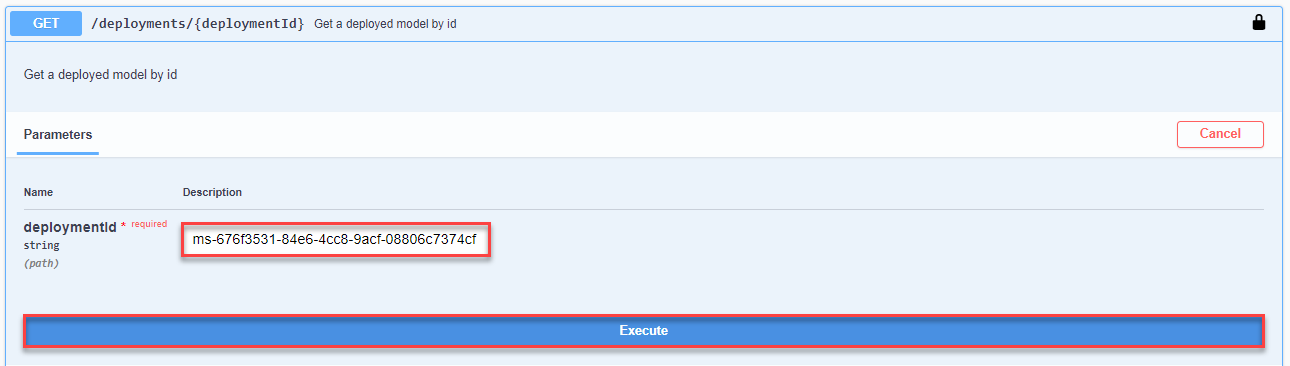 GET /deployments/{deploymentId} Get a deployed model by id
Get a deployed model by id
Parameters Cancel
Name Description
deploymentId * required
string
(path)
ms-676f3531-84e6-4cc8-9acf-08806c7374cf
Execute